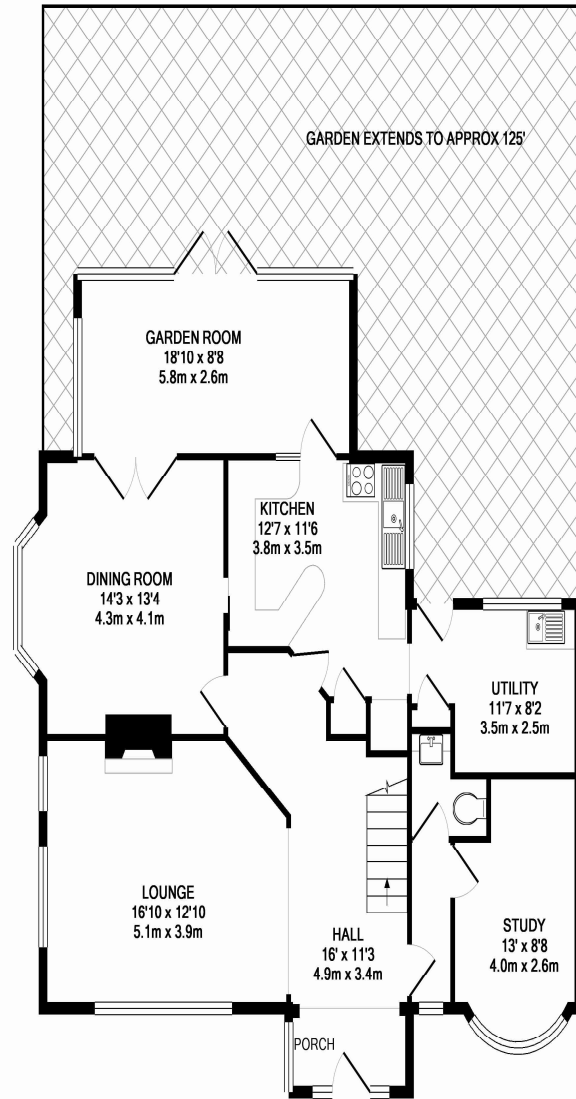 GARDEN EXTENDS TO APPROX 125'
GARDEN ROOM
18'10 x 8'8
5.8m x 2.6m
KITCHEN
12'7 x 11'6
3.8m x 3.5m
DINING ROOM
14'3 x 13'4
4.3m x 4.1m
UTILITY
11'7 x 8'2
3.5m x 2.5m
LOUNGE
16'10 x 12'10
5.1m x 3.9m
HALL
16' x 11'3
4.9m x 3.4m
STUDY
13' x 8'8
4.0m x 2.6m
PORCH